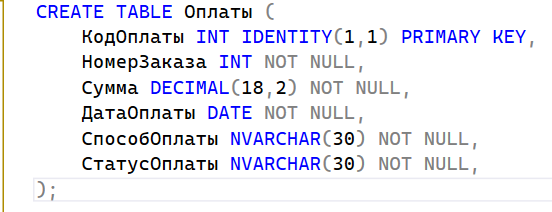 CREATE TABLE Оплаты (
КодОплаты INT IDENTITY(1,1) PRIMARY KEY,
НомерЗаказа INT NOT NULL,
Сумма DECIMAL(18,2) NOT NULL,
ДатаОплаты DATE NOT NULL,
СпособОплаты NVARCHAR(30) NOT NULL,
СтатусОплаты NVARCHAR(30) NOT NULL,
);